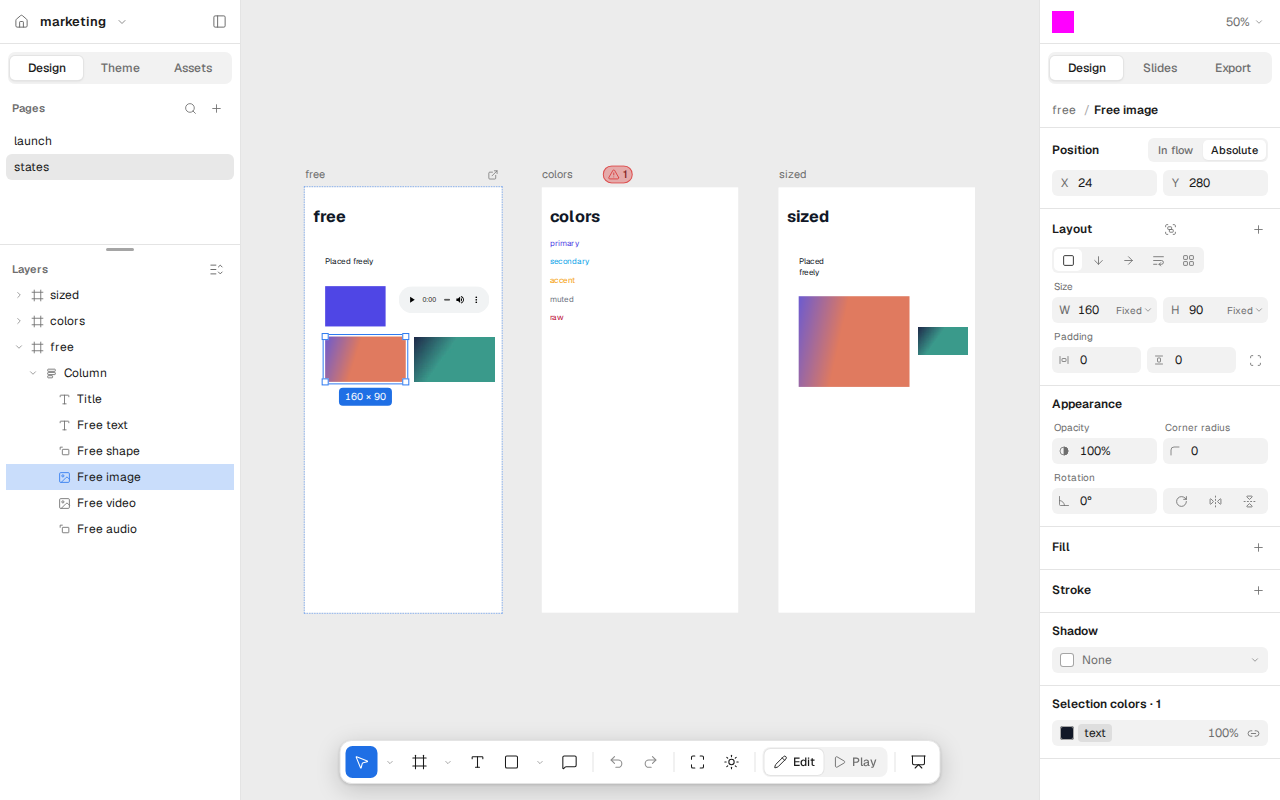 marketing
50%
Design
Theme
Assets
Design
Slides
Export
Pages
free / Free image
launch
states
Position
In flow
Absolute
X 24
Y 280
free
colors
1
sized
free
Placed freely
0:00
160 × 90
colors
primary
secondary
accent
muted
raw
sized
Placed
freely
Layers
sized
colors
free
Column
Title
Free text
Free shape
Free image
Free video
Free audio
Layout
Size
W 160 Fixed
H 90 Fixed
Padding
0
0
Appearance
Opacity
Corner radius
100%
0
Rotation
0°
Fill
Stroke
Shadow
None
Selection colors · 1
text
100%
Edit
Play